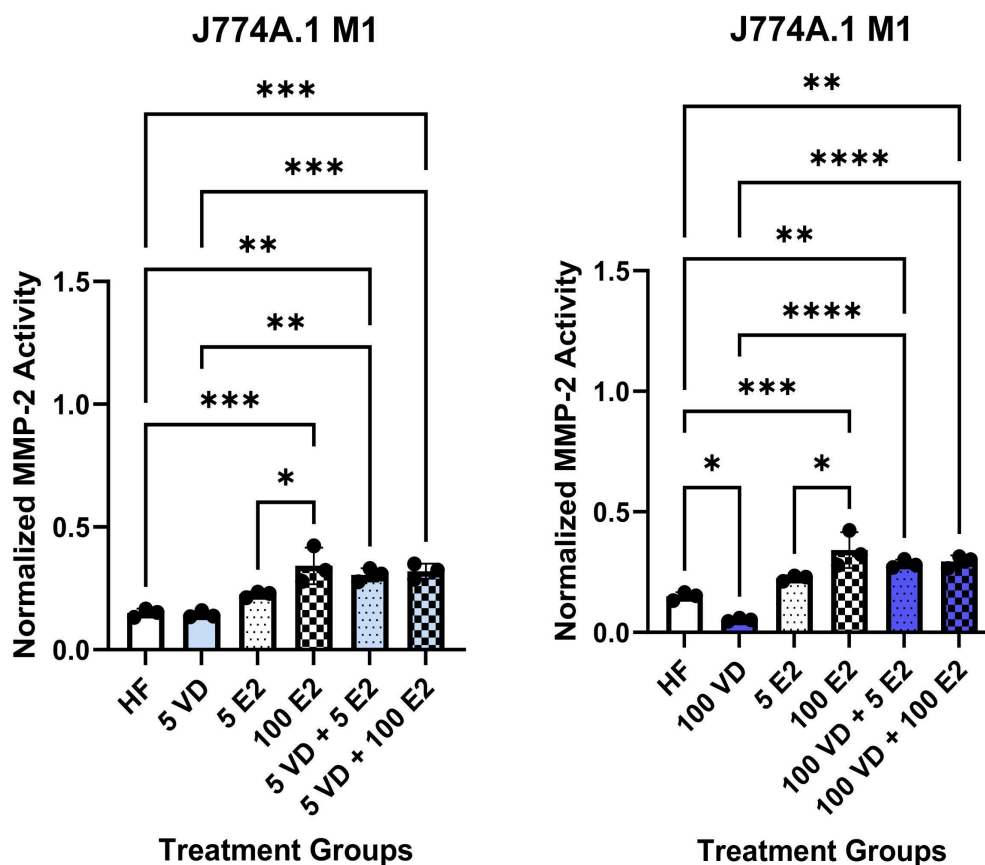 J774A.1 M1
***
***
**
**
***
*
Normalized MMP-2 Activity
1.5
1.0
0.5
0.0
HF
5 VD
5 E2
100 E2
5 VD + 5 E2
5 VD + 100 E2
Treatment Groups
J774A.1 M1
**
****
**
****
***
*
*
Normalized MMP-2 Activity
1.5
1.0
0.5
0.0
HF
100 VD
5 E2
100 E2
100 VD + 5 E2
100 VD + 100 E2
Treatment Groups